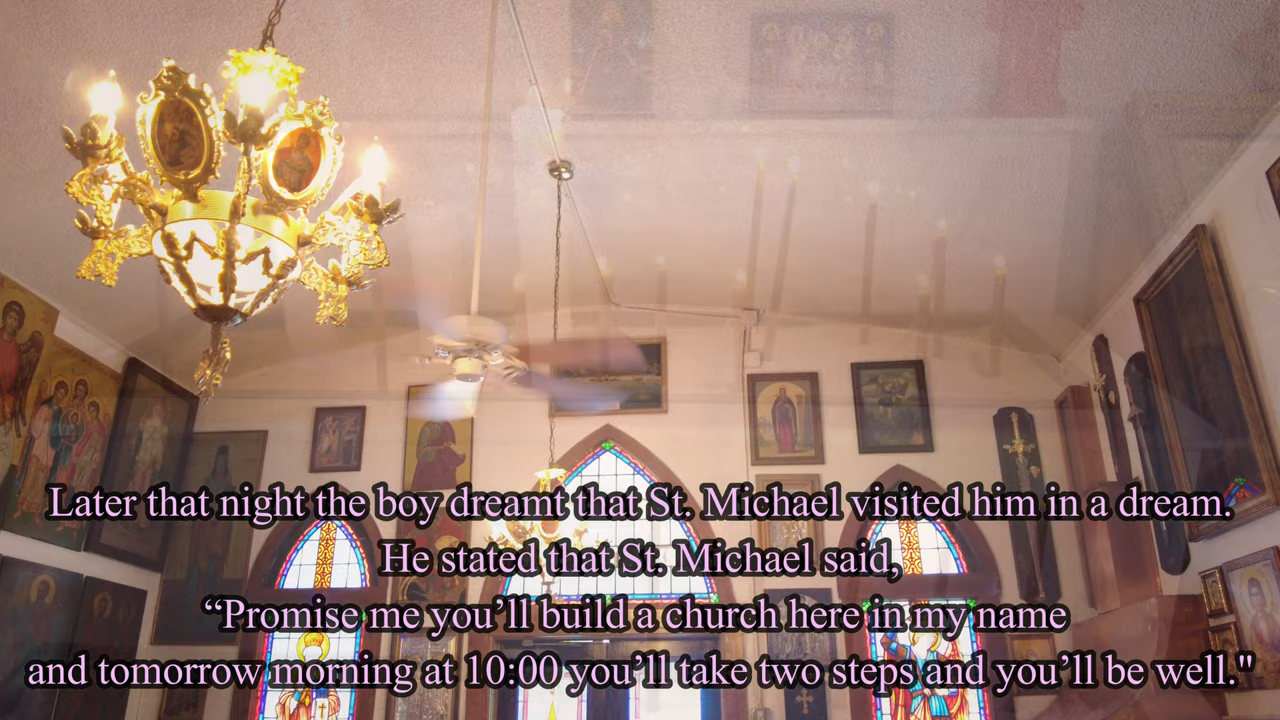 Later that night the boy dreamt that St. Michael visited him in a dream.
He stated that St. Michael said,
“Promise me you’ll build a church here in my name
and tomorrow morning at 10:00 you’ll take two steps and you’ll be well."